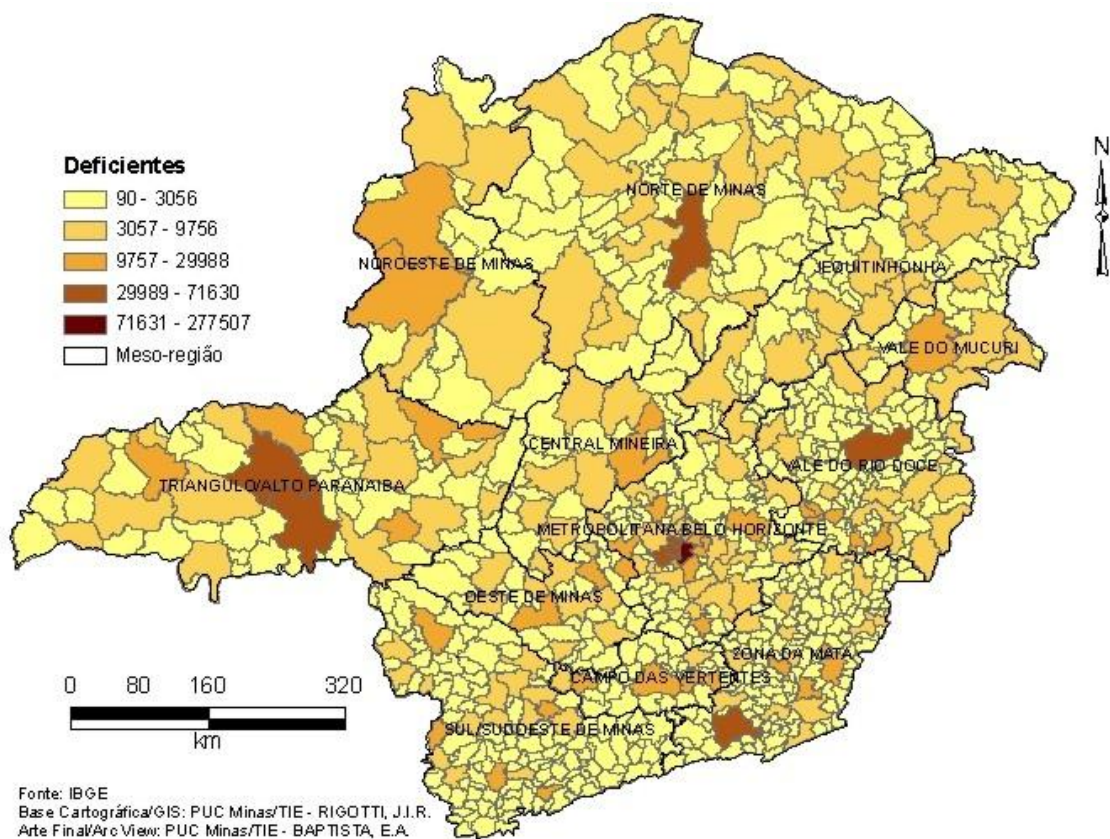 Deficientes
90 - 3056
3057 - 9756
9757 - 29988
29989 - 71630
71631 - 277507
Meso-região
N
NORTE DE MINAS
NOROESTE DE MINAS
JEQUITINHONHA
VALE DO MUCURI
CENTRAL MINEIRA
VALE DO RIO DOCE
TRIANGULO/ALTO PARANAIBA
METROPOLITANA BELO HORIZONTE
OESTE DE MINAS
ZONA DA MATA
CAMPO DAS VERTENTES
SUL/SUDOESTE DE MINAS
0 80 160 320
km
Fonte: IBGE
Base Cartográfica/GIS: PUC Minas/TIE - RIGOTTI, J.I.R.
Arte Final/ArcView: PUC Minas/TIE - BAPTISTA, E.A.